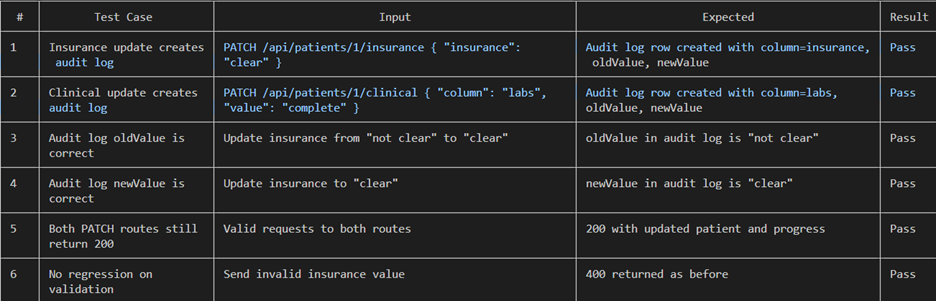 # Test Case Input Expected Result
1 Insurance update creates PATCH /api/patients/1/insurance { "insurance": Audit log row created with column=insurance, Pass
audit log "clear" } oldValue, newValue
2 Clinical update creates PATCH /api/patients/1/clinical { "column": "labs", Audit log row created with column=labs, Pass
audit log "value": "complete" } oldValue, newValue
3 Audit log oldValue is Update insurance from "not clear" to "clear" oldValue in audit log is "not clear" Pass
correct
4 Audit log newValue is Update insurance to "clear" newValue in audit log is "clear" Pass
correct
5 Both PATCH routes still Valid requests to both routes 200 with updated patient and progress Pass
return 200
6 No regression on Send invalid insurance value 400 returned as before Pass
validation